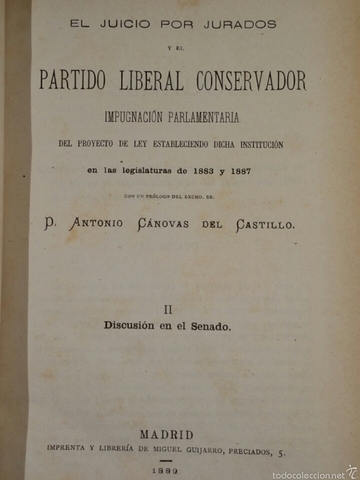 EL JUICIO POR JURADOS
Y EL
PARTIDO LIBERAL CONSERVADOR
IMPUGNACIÓN PARLAMENTARIA
DEL PROYECTO DE LEY ESTABLECIENDO DICHA INSTITUCIÓN
en las legislaturas de 1883 y 1887
CON UN PRÓLOGO DEL EXCMO. SR.
D. ANTONIO CÁNOVAS DEL CASTILLO.
II
Discusión en el Senado.
MADRID
IMPRENTA Y LIBRERÍA DE MIGUEL GUIJARRO, PRECIADOS, 5.
1889
todocoleccion.net